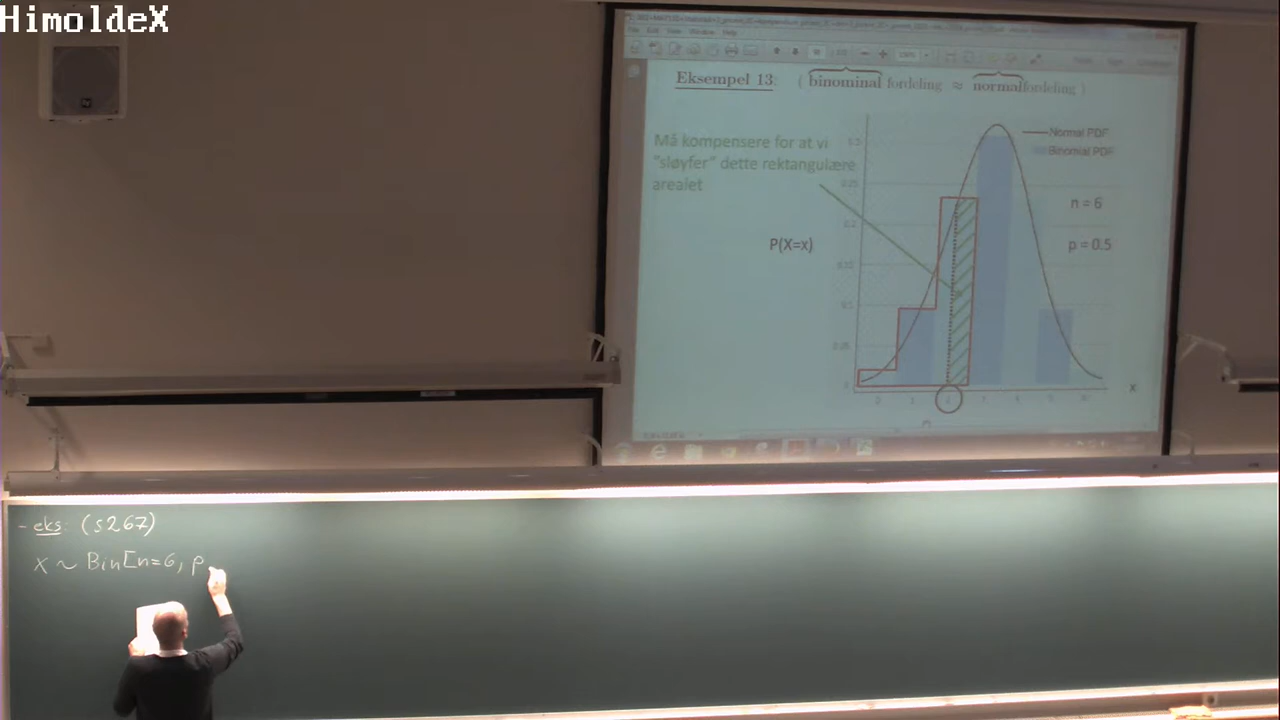 HimoldeX
Eksempel 13: ( binominal fordeling ≈ normalfordeling )
Må kompensere for at vi
"sløyfer" dette rektangulære
arealet
Normal PDF
Binomial PDF
n = 6
p = 0.5
P(X=x)
x
- eks: (s267)
X ~ Bin[n=6, p